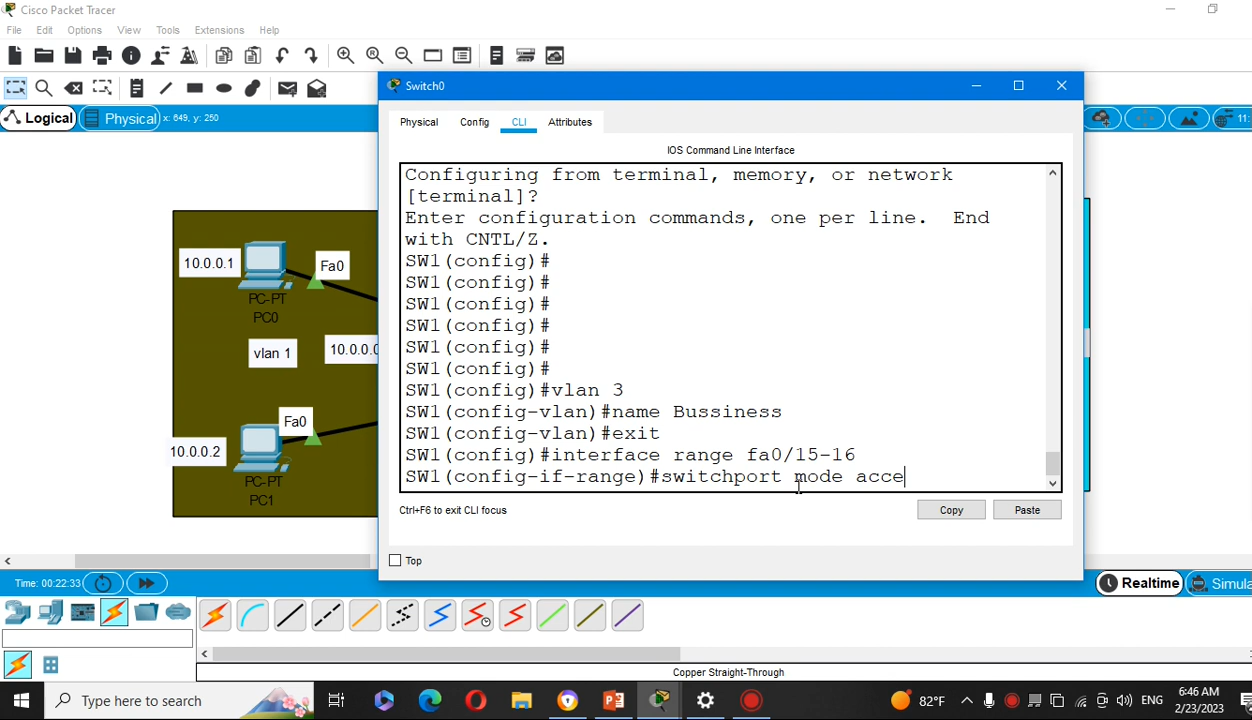 Cisco Packet Tracer
File Edit Options View Tools Extensions Help
Logical Physical x: 649, y: 250
11:
Switch0
Physical Config CLI Attributes
IOS Command Line Interface
Configuring from terminal, memory, or network
[terminal]?
Enter configuration commands, one per line. End
with CNTL/Z.
SW1(config)#
SW1(config)#
SW1(config)#
SW1(config)#
SW1(config)#
SW1(config)#
SW1(config)#vlan 3
SW1(config-vlan)#name Bussiness
SW1(config-vlan)#exit
SW1(config)#interface range fa0/15-16
SW1(config-if-range)#switchport mode acce
Ctrl+F6 to exit CLI focus
Copy Paste
Top
10.0.0.1
Fa0
PC-PT
PC0
vlan 1
10.0.0.0
Fa0
10.0.0.2
PC-PT
PC1
Time: 00:22:33
Realtime
Simula
Copper Straight-Through
Type here to search
82°F
ENG
6:46 AM
2/23/2023